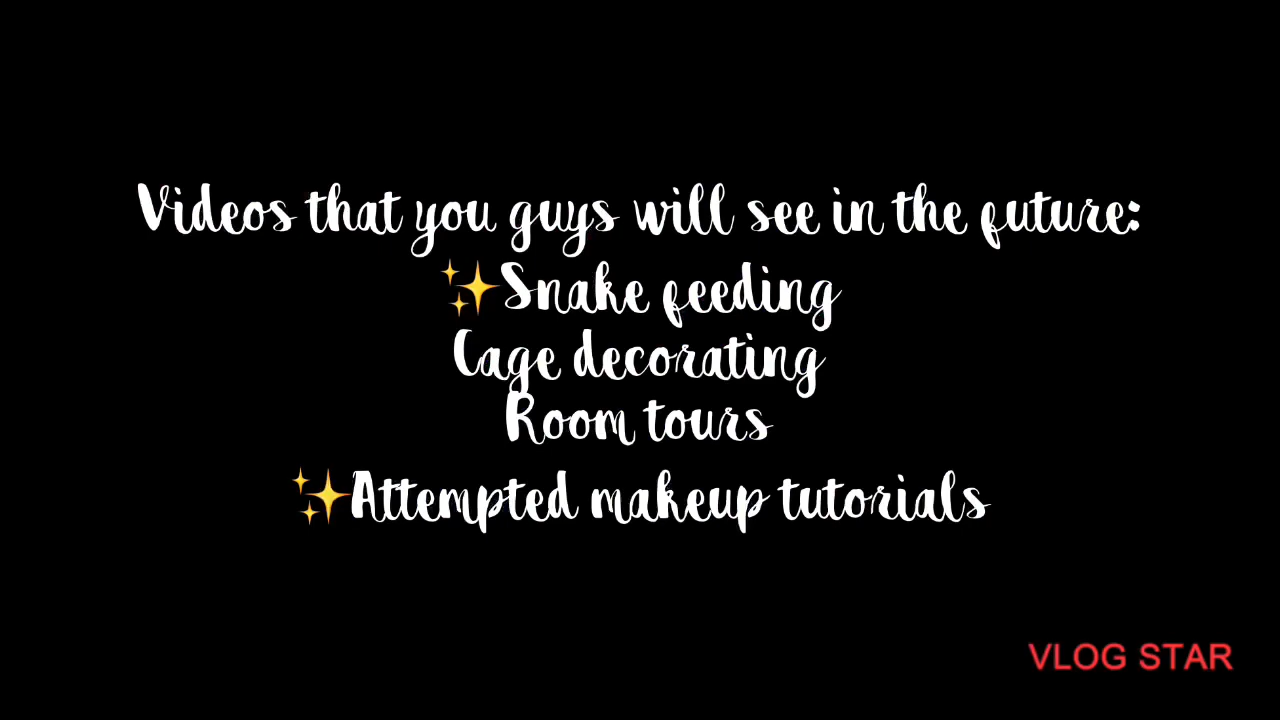 Videos that you guys will see in the future:
✨Snake feeding
Cage decorating
Room tours
✨Attempted makeup tutorials
VLOG STAR